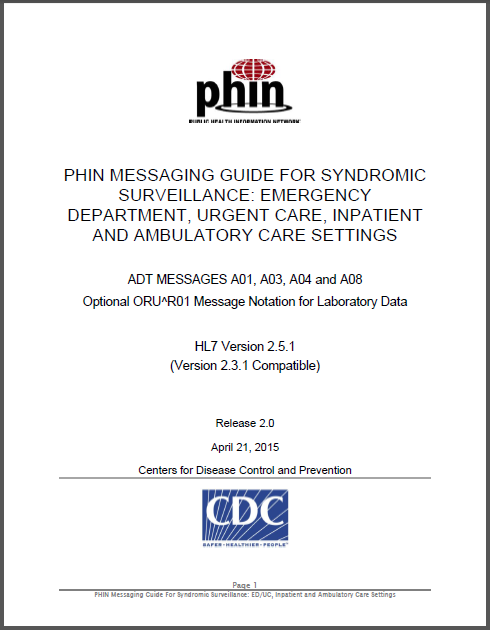 phin
PUBLIC HEALTH INFORMATION NETWORK
PHIN MESSAGING GUIDE FOR SYNDROMIC
SURVEILLANCE: EMERGENCY
DEPARTMENT, URGENT CARE, INPATIENT
AND AMBULATORY CARE SETTINGS
ADT MESSAGES A01, A03, A04 and A08
Optional ORU^R01 Message Notation for Laboratory Data
HL7 Version 2.5.1
(Version 2.3.1 Compatible)
Release 2.0
April 21, 2015
Centers for Disease Control and Prevention
CDC
SAFER·HEALTHIER·PEOPLE™
Page 1
PHIN Messaging Guide For Syndromic Surveillance: ED/UC, Inpatient and Ambulatory Care Settings